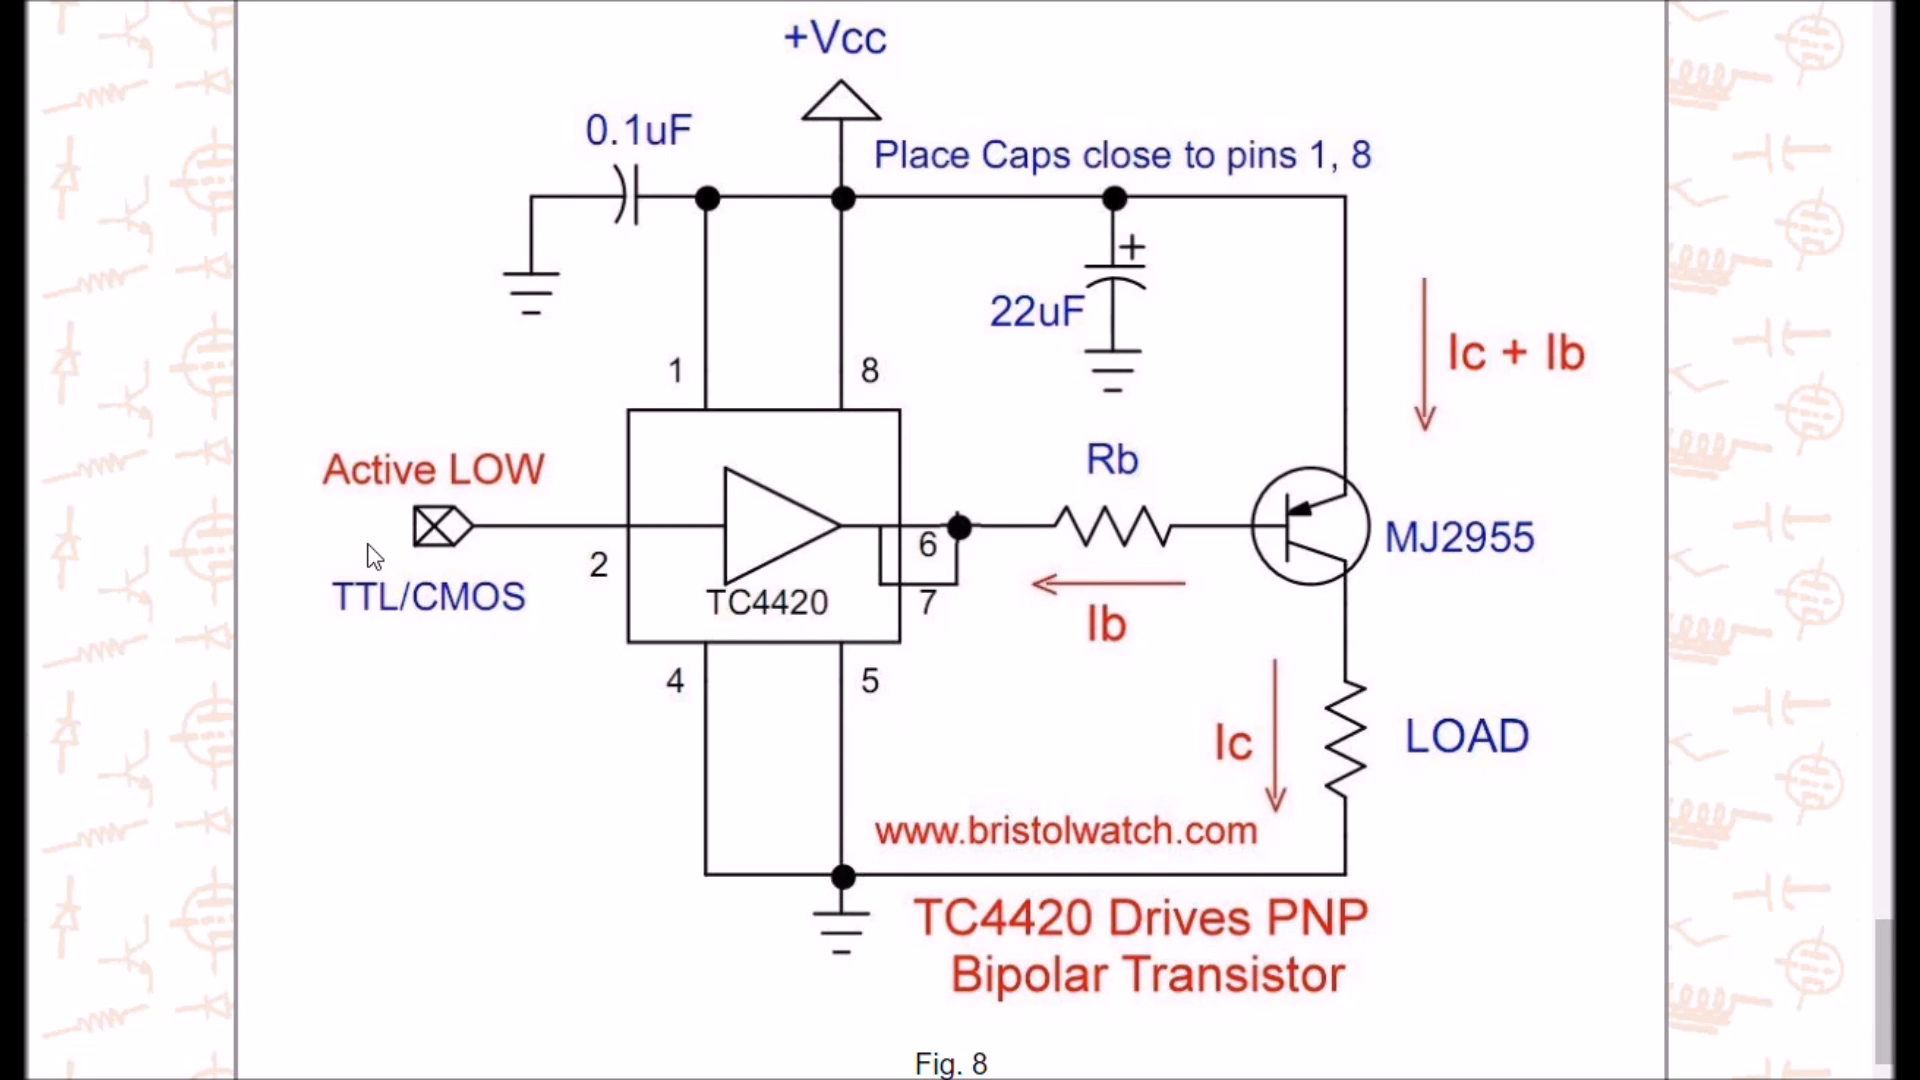 +Vcc
0.1uF
Place Caps close to pins 1, 8
+
22uF
1
8
Ic + Ib
Active LOW
Rb
2
6
MJ2955
TTL/CMOS
TC4420
7
Ib
4
5
Ic
LOAD
www.bristolwatch.com
TC4420 Drives PNP
Bipolar Transistor
Fig. 8